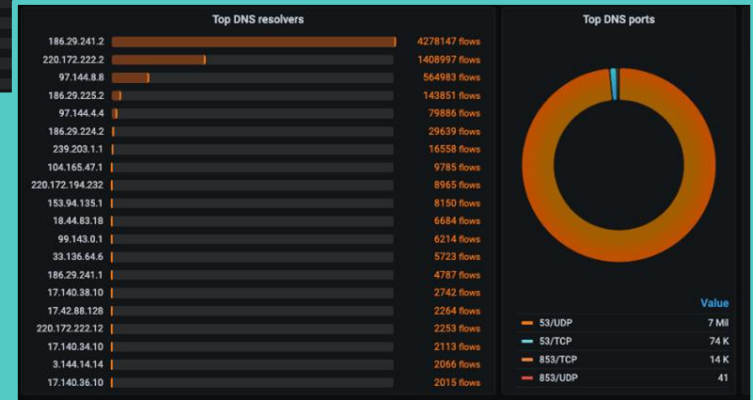 Top DNS resolvers
186.29.241.2 4278147 flows
220.172.222.2 1408997 flows
97.144.8.8 564983 flows
186.29.225.2 143851 flows
97.144.4.4 79886 flows
186.29.224.2 29639 flows
239.203.1.1 16558 flows
104.165.47.1 9785 flows
220.172.194.232 8965 flows
153.94.135.1 8150 flows
18.44.83.18 6684 flows
99.143.0.1 6214 flows
33.136.64.6 5723 flows
186.29.241.1 4787 flows
17.140.38.10 2742 flows
17.42.88.128 2264 flows
220.172.222.12 2253 flows
17.140.34.10 2113 flows
3.144.14.14 2066 flows
17.140.36.10 2015 flows
Top DNS ports
Value
53/UDP 7 Mil
53/TCP 74 K
853/TCP 14 K
853/UDP 41